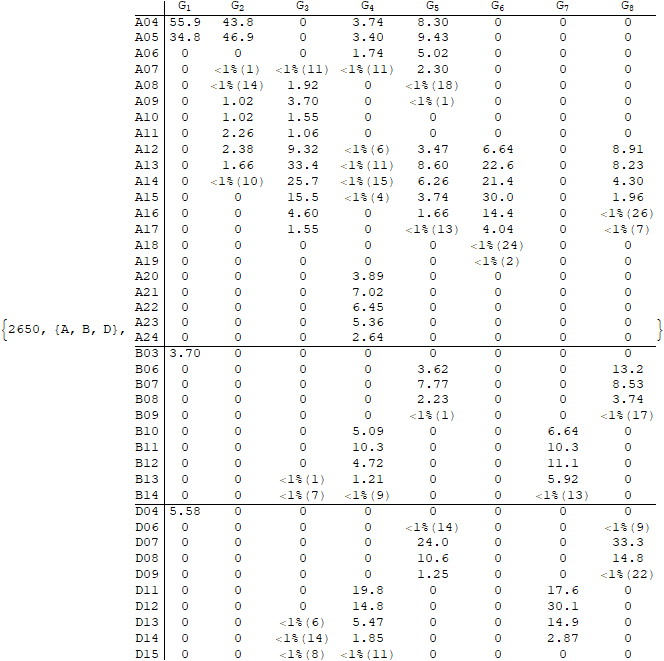 G1 G2 G3 G4 G5 G6 G7 G8
A04 55.9 43.8 0 3.74 8.30 0 0 0
A05 34.8 46.9 0 3.40 9.43 0 0 0
A06 0 0 0 1.74 5.02 0 0 0
A07 0 <1%(1) <1%(11) <1%(11) 2.30 0 0 0
A08 0 <1%(14) 1.92 0 <1%(18) 0 0 0
A09 0 1.02 3.70 0 <1%(1) 0 0 0
A10 0 1.02 1.55 0 0 0 0 0
A11 0 2.26 1.06 0 0 0 0 0
A12 0 2.38 9.32 <1%(6) 3.47 6.64 0 8.91
A13 0 1.66 33.4 <1%(11) 8.60 22.6 0 8.23
A14 0 <1%(10) 25.7 <1%(15) 6.26 21.4 0 4.30
A15 0 0 15.5 <1%(4) 3.74 30.0 0 1.96
A16 0 0 4.60 0 1.66 14.4 0 <1%(26)
A17 0 0 1.55 0 <1%(13) 4.04 0 <1%(7)
A18 0 0 0 0 0 <1%(24) 0 0
A19 0 0 0 0 0 <1%(2) 0 0
A20 0 0 0 3.89 0 0 0 0
A21 0 0 0 7.02 0 0 0 0
A22 0 0 0 6.45 0 0 0 0
{2650, {A, B, D}, A23 0 0 0 5.36 0 0 0 0 }
A24 0 0 0 2.64 0 0 0 0
B03 3.70 0 0 0 0 0 0 0
B06 0 0 0 0 3.62 0 0 13.2
B07 0 0 0 0 7.77 0 0 8.53
B08 0 0 0 0 2.23 0 0 3.74
B09 0 0 0 0 <1%(1) 0 0 <1%(17)
B10 0 0 0 5.09 0 0 6.64 0
B11 0 0 0 10.3 0 0 10.3 0
B12 0 0 0 4.72 0 0 11.1 0
B13 0 0 <1%(1) 1.21 0 0 5.92 0
B14 0 0 <1%(7) <1%(9) 0 0 <1%(13) 0
D04 5.58 0 0 0 0 0 0 0
D06 0 0 0 0 <1%(14) 0 0 <1%(9)
D07 0 0 0 0 24.0 0 0 33.3
D08 0 0 0 0 10.6 0 0 14.8
D09 0 0 0 0 1.25 0 0 <1%(22)
D11 0 0 0 19.8 0 0 17.6 0
D12 0 0 0 14.8 0 0 30.1 0
D13 0 0 <1%(6) 5.47 0 0 14.9 0
D14 0 0 <1%(14) 1.85 0 0 2.87 0
D15 0 0 <1%(8) <1%(11) 0 0 0 0